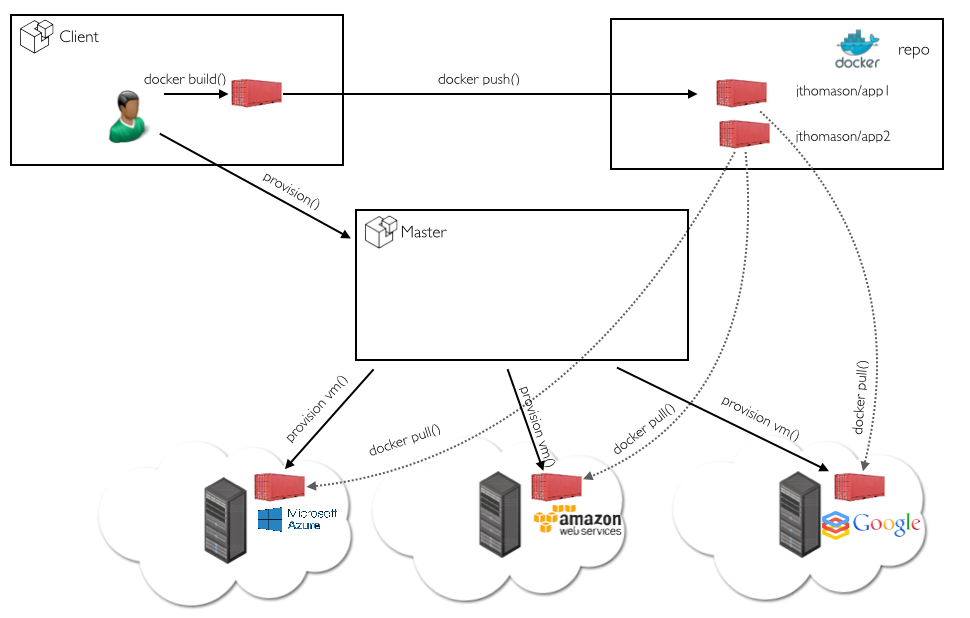 Client
docker build()
docker push()
docker
repo
jthomason/app1
jthomason/app2
provision()
Master
provision vm()
provision vm()
provision vm()
docker pull()
docker pull()
docker pull()
Microsoft
Azure
amazon
web services
Google